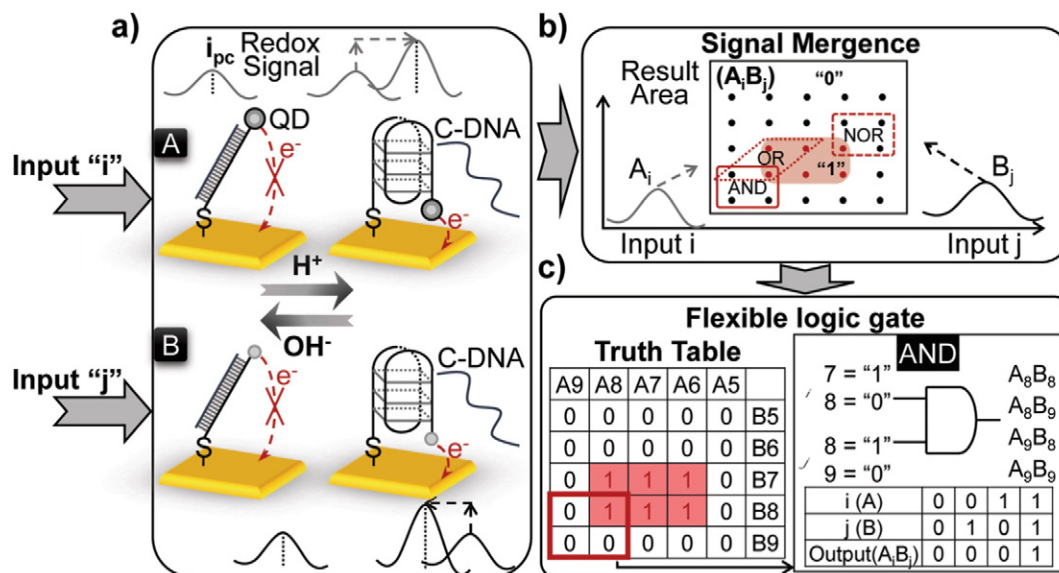 a)
i pc Redox Signal
A
QD
e-
C-DNA
e-
Input “i”
S
H+
OH-
B
e-
C-DNA
e-
Input “j”
S
b)
Signal Mergence
Result Area
(AiBj)
“0”
NOR
OR
“1”
AND
Ai
Bj
Input i
Input j
c)
Flexible logic gate
Truth Table
A9 A8 A7 A6 A5
0 0 0 0 0 B5
0 0 0 0 0 B6
0 1 1 1 0 B7
0 1 1 1 0 B8
0 0 0 0 0 B9
AND
7 = “1”
8 = “0”
8 = “1”
9 = “0”
A8B8
A8B9
A9B8
A9B9
i (A) 0 0 1 1
j (B) 0 1 0 1
Output(AiBj) 0 0 0 1